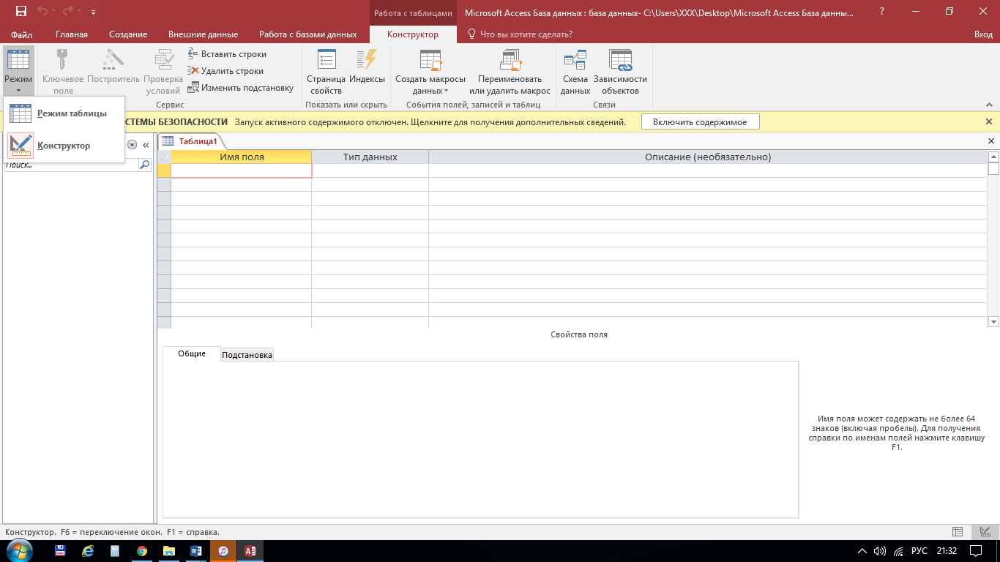 Работа с таблицами
Microsoft Access База данных : база данных- C:\Users\XXX\Desktop\Microsoft Access База данны...
?
Файл
Главная
Создание
Внешние данные
Работа с базами данных
Конструктор
Что вы хотите сделать?
Вход
Режим
Ключевое
поле
Построитель
Проверка
условий
Вставить строки
Удалить строки
Изменить подстановку
Страница
свойств
Индексы
Создать макросы
данных
Переименовать
или удалить макрос
Схема
данных
Зависимости
объектов
Сервис
Показать или скрыть
События полей, записей и таблиц
Связи
Режим таблицы
Конструктор
СТЕМЫ БЕЗОПАСНОСТИ
Запуск активного содержимого отключен. Щелкните для получения дополнительных сведений.
Включить содержимое
Поиск...
Таблица1
Имя поля
Тип данных
Описание (необязательно)
Свойства поля
Общие
Подстановка
Имя поля может содержать не более 64
знаков (включая пробелы). Для получения
справки по именам полей нажмите клавишу
F1.
Конструктор. F6 = переключение окон. F1 = справка.
РУС
21:32